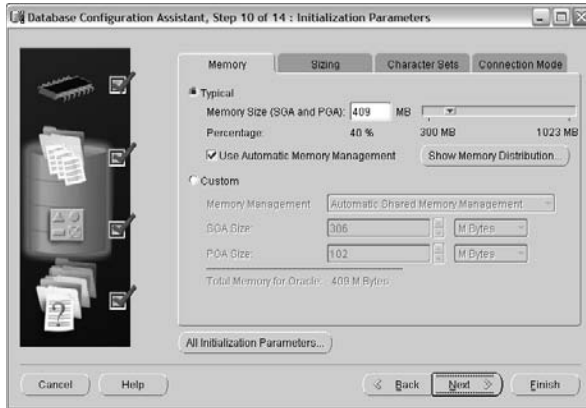 Database Configuration Assistant, Step 10 of 14 : Initialization Parameters
Memory Sizing Character Sets Connection Mode
Typical
Memory Size (SGA and PGA): 409 MB
Percentage: 40 % 300 MB 1023 MB
Use Automatic Memory Management Show Memory Distribution...
Custom
Memory Management Automatic Shared Memory Management
SGA Size: 306 M Bytes
PGA Size: 102 M Bytes
Total Memory for Oracle: 409 M Bytes
?
All Initialization Parameters...
Cancel Help Back Next Finish